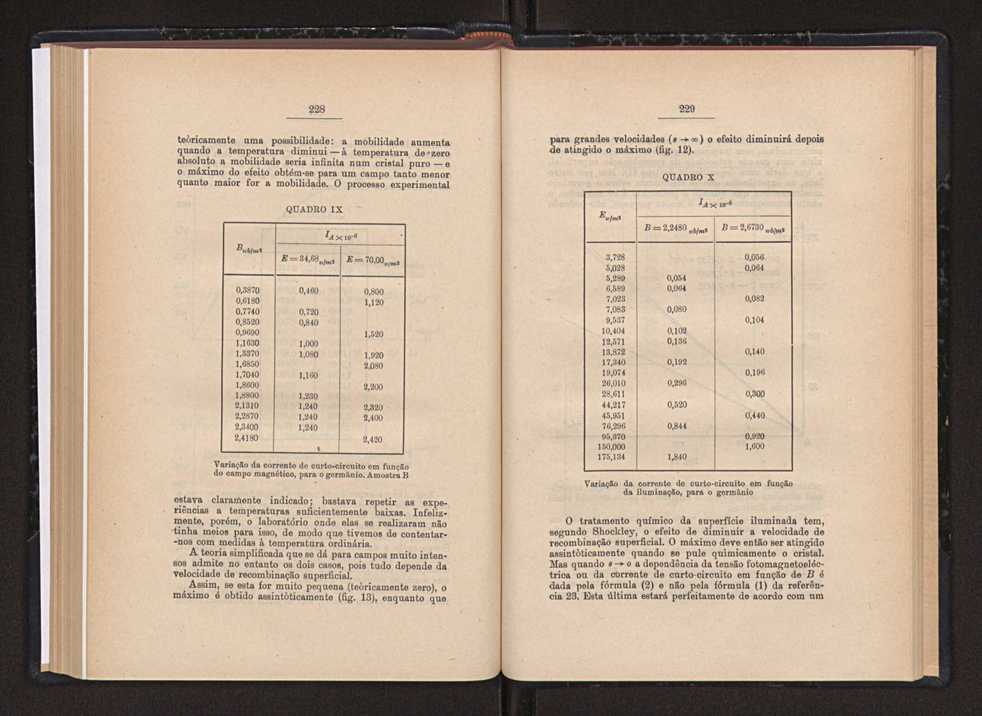 228
teòricamente uma possibilidade: a mobilidade aumenta
quando a temperatura diminui — à temperatura de zero
absoluto a mobilidade seria infinita num cristal puro — e
o máximo do efeito obtém-se para um campo tanto menor
quanto maior for a mobilidade. O processo experimental
QUADRO IX
B wb/m² I A × 10⁻⁶
E = 34,68 v/m² E = 70,00 v/m²
0,3870 0,460 0,800
0,6180 1,120
0,7740 0,720
0,8520 0,840
0,9600 1,520
1,1630 1,000
1,3370 1,080 1,920
1,6850 2,080
1,7040 1,160
1,8600 2,200
1,8800 1,230
2,1310 1,240 2,320
2,2870 1,240 2,400
2,3400 1,240
2,4180 2,420
Variação da corrente de curto-circuito em função
do campo magnético, para o germânio. Amostra B
estava claramente indicado; bastava repetir as expe-
riências a temperaturas suficientemente baixas. Infeliz-
mente, porém, o laboratório onde elas se realizaram não
tinha meios para isso, de modo que tivemos de contentar-
-nos com medidas à temperatura ordinária.
A teoria simplificada que se dá para campos muito inten-
sos admite no entanto os dois casos, pois tudo depende da
velocidade de recombinação superficial.
Assim, se esta for muito pequena (teòricamente zero), o
máximo é obtido assintòticamente (fig. 13), enquanto que
229
para grandes velocidades (s → ∞) o efeito diminuirá depois
de atingido o máximo (fig. 12).
QUADRO X
E w/m² I A × 10⁻⁶
B = 2,2480 wb/m² B = 2,6730 wb/m²
3,728 0,056
5,028 0,064
5,289 0,054
6,589 0,064
7,023 0,082
7,083 0,080
9,537 0,104
10,404 0,102
12,571 0,136
13,872 0,140
17,340 0,192
19,074 0,196
26,010 0,296
28,611 0,300
44,217 0,520
45,951 0,440
76,296 0,844
95,370 0,920
150,000 1,600
175,134 1,840
Variação da corrente de curto-circuito em função
da iluminação, para o germânio
O tratamento químico da superfície iluminada tem,
segundo Shockley, o efeito de diminuir a velocidade de
recombinação superficial. O máximo deve então ser atingido
assintòticamente quando se pule quimicamente o cristal.
Mas quando s → o a dependência da tensão fotomagnetoeléc-
trica ou da corrente de curto-circuito em função de B é
dada pela fórmula (2) e não pela fórmula (1) da referên-
cia 23. Esta última estará perfeitamente de acordo com um